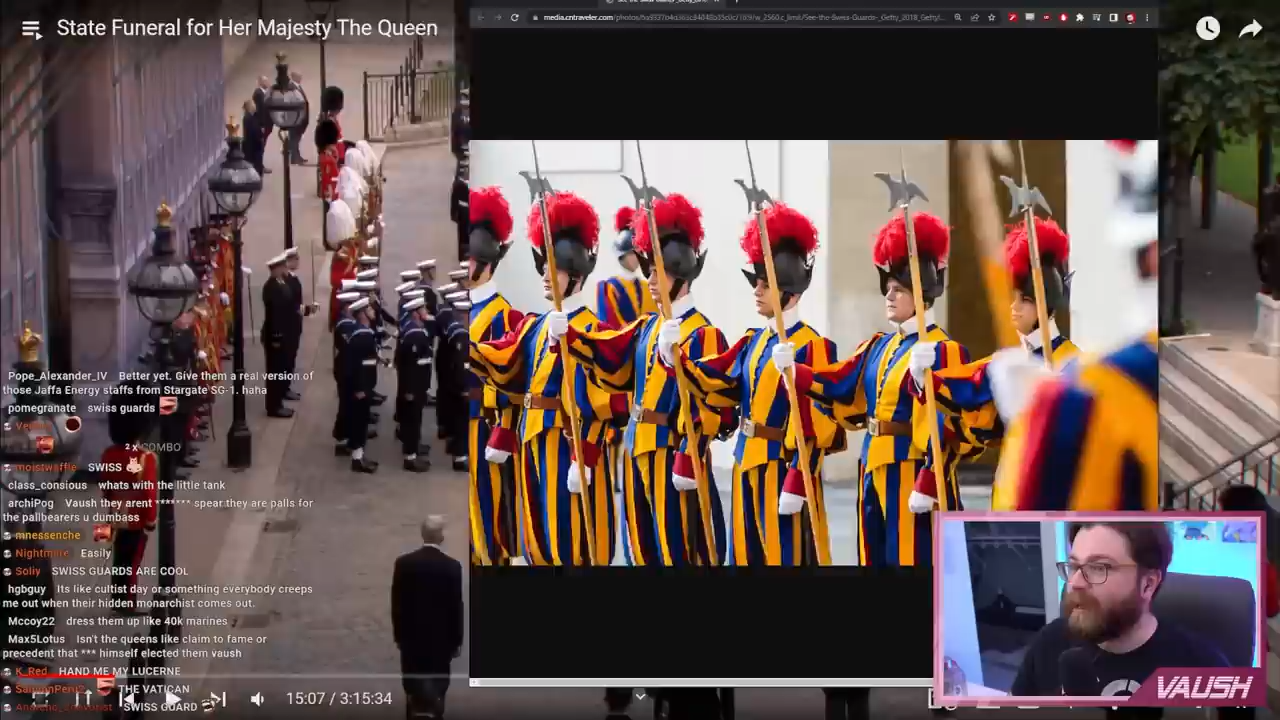 State Funeral for Her Majesty The Queen
Pope_Alexander_IV Better yet. Give them a real version of
those Jaffa Energy staffs from Stargate SG-1. haha
pomegranate swiss guards
2 x COMBO
moistwaffle SWISS
class_consious whats with the little tank
archiPog Vaush they arent ******* spear they are palls for
the pallbearers u dumbass
mnessenche
Nightmare Easily
Soliy SWISS GUARDS ARE COOL
hgbguy Its like cultist day or something everybody creeps
me out when their hidden monarchist comes out.
Mccoy22 dress them up like 40k marines
Max5Lotus Isn't the queens like claim to fame or
precedent that *** himself elected them vaush
K_Red HAND ME MY LUCERNE
THE VATICAN
SWISS GUARD
15:07 / 3:15:34
VAUSH